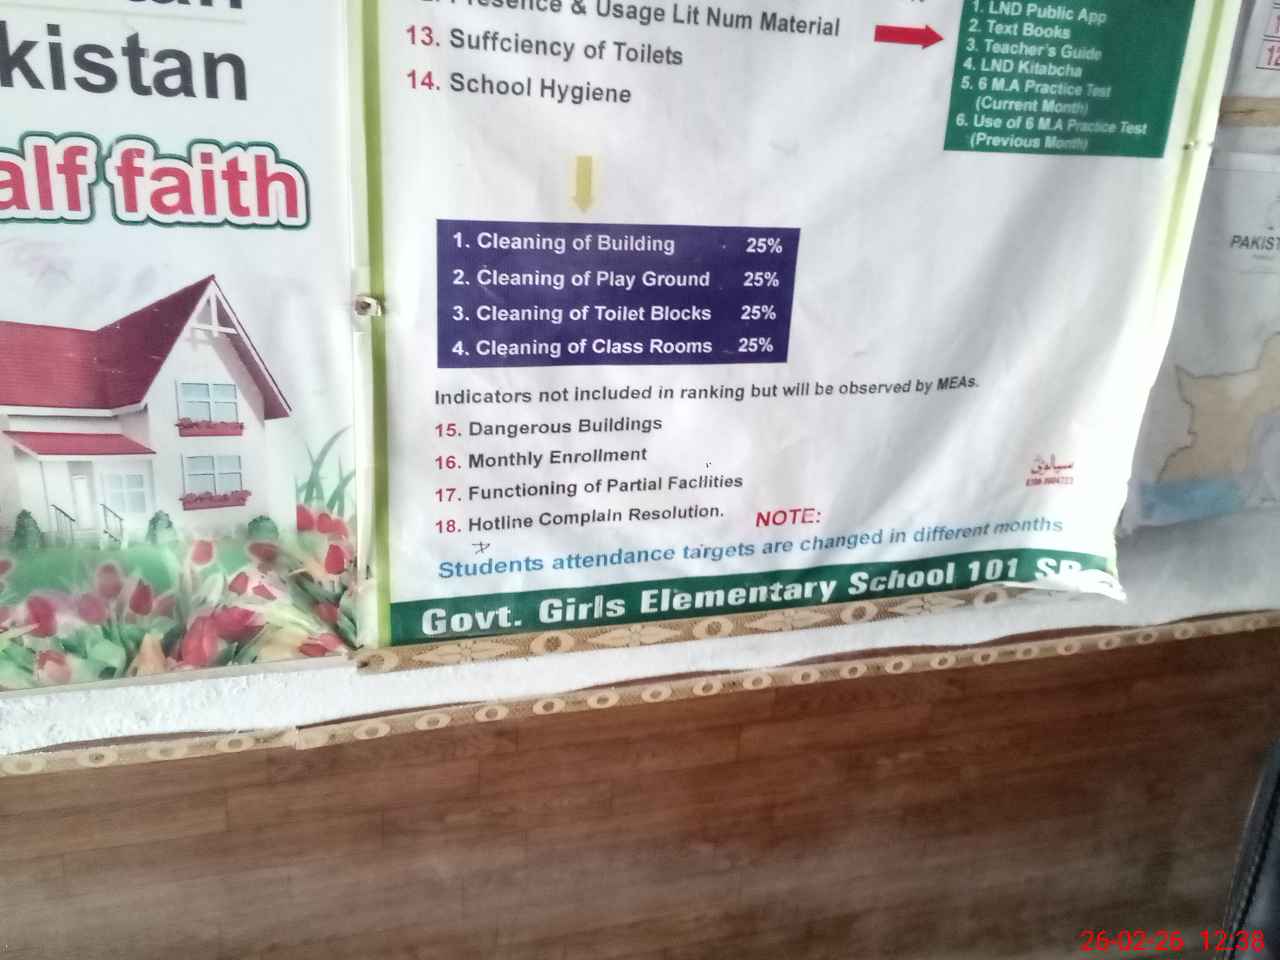 kistan
alf faith
& Usage Lit Num Material
13. Suffciency of Toilets
14. School Hygiene
1. LND Public App
2. Text Books
3. Teacher's Guide
4. LND Kitabcha
5. 6 M.A Practice Test
(Current Month)
6. Use of 6 M.A Practice Test
(Previous Month)
1. Cleaning of Building 25%
2. Cleaning of Play Ground 25%
3. Cleaning of Toilet Blocks 25%
4. Cleaning of Class Rooms 25%
Indicators not included in ranking but will be observed by MEAs.
15. Dangerous Buildings
16. Monthly Enrollment
17. Functioning of Partial Facllities
18. Hotline Complain Resolution.
NOTE:
Students attendance targets are changed in different months
Govt. Girls Elementary School 101
PAKIST
12
26-02-26 12:38